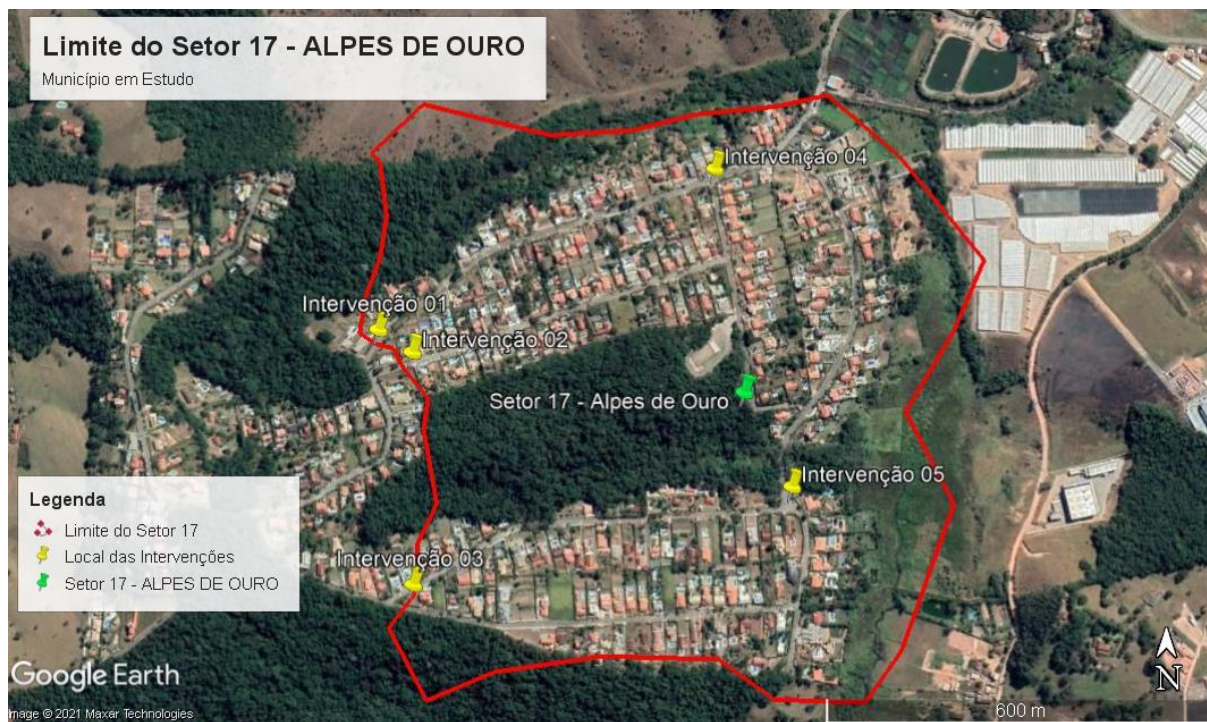 Limite do Setor 17 - ALPES DE OURO
Município em Estudo
Intervenção 04
Intervenção 01
Intervenção 02
Setor 17 - Alpes de Ouro
Intervenção 05
Intervenção 03
Legenda
Limite do Setor 17
Local das Intervenções
Setor 17 - ALPES DE OURO
Google Earth
N
600 m
mage © 2021 Maxar Technologies